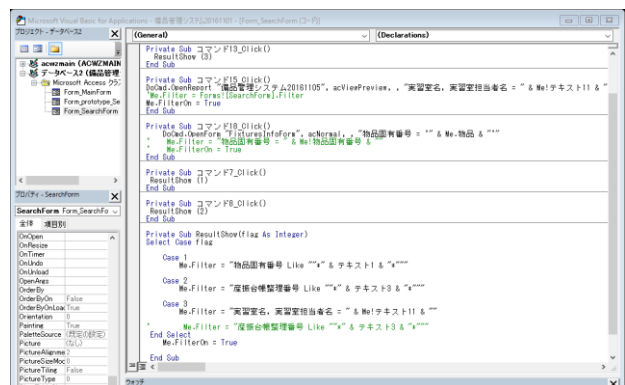 Microsoft Visual Basic for Applications - 備品管理システム20161101 - [Form_SearchForm (コード)]
プロジェクト - データベース2
acwzmain (ACWZMAIN
データベース2 (備品管理
Microsoft Access クラ
Form_MainForm
Form_prototype_Se
Form_SearchForm
プロパティ - SearchForm
SearchForm Form_SearchFo
全体 項目別
OnOpen
OnResize
OnTimer
OnUndo
OnUnload
OpenArgs
OrderBy
OrderByOn False
OrderByOnLoad True
Orientation 0
Painting True
PaletteSource (既定の設定)
Picture (なし)
PictureAlignme 2
PictureSizeMoc 0
PictureTiling False
PictureType 0
(General)
(Declarations)
Private Sub コマンド13_Click()
ResultShow (3)
End Sub
Private Sub コマンド15_Click()
DoCmd.OpenReport "備品管理システム20161105", acViewPreview, , "実習室名, 実習室担当者名 = " & Me!テキスト11 & "
'Me.Filter = Forms![SearchForm].Filter
Me.FilterOn = True
End Sub
Private Sub コマンド18_Click()
DoCmd.OpenForm "FixturesInfoForm", acNormal, , "物品固有番号 = '" & Me.物品 & "'"
' Me.Filter = "物品固有番号 = " & Me!物品固有番号 & ""
' Me.FilterOn = True
End Sub
Private Sub コマンド7_Click()
ResultShow (1)
End Sub
Private Sub コマンド8_Click()
ResultShow (2)
End Sub
Private Sub ResultShow(flag As Integer)
Select Case flag
Case 1
Me.Filter = "物品固有番号 Like ""*" & テキスト1 & "*"""
Case 2
Me.Filter = "産振台帳整理番号 Like ""*" & テキスト3 & "*"""
Case 3
Me.Filter = "実習室名, 実習室担当者名 = " & Me!テキスト11 & ""
' Me.Filter = "産振台帳整理番号 Like ""*" & テキスト3 & "*"""
End Select
Me.FilterOn = True
End Sub
ウォッチ